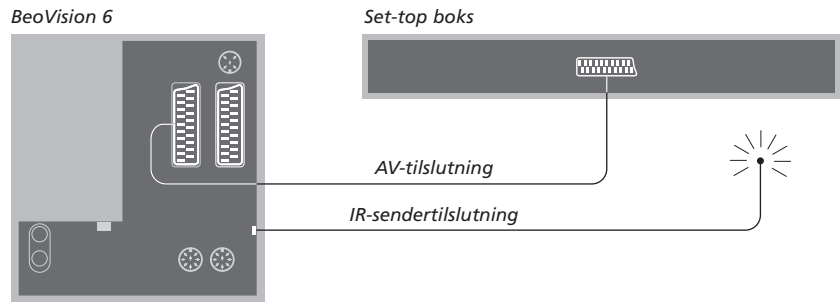 BeoVision 6
Set-top boks
AV-tilslutning
IR-sendertilslutning